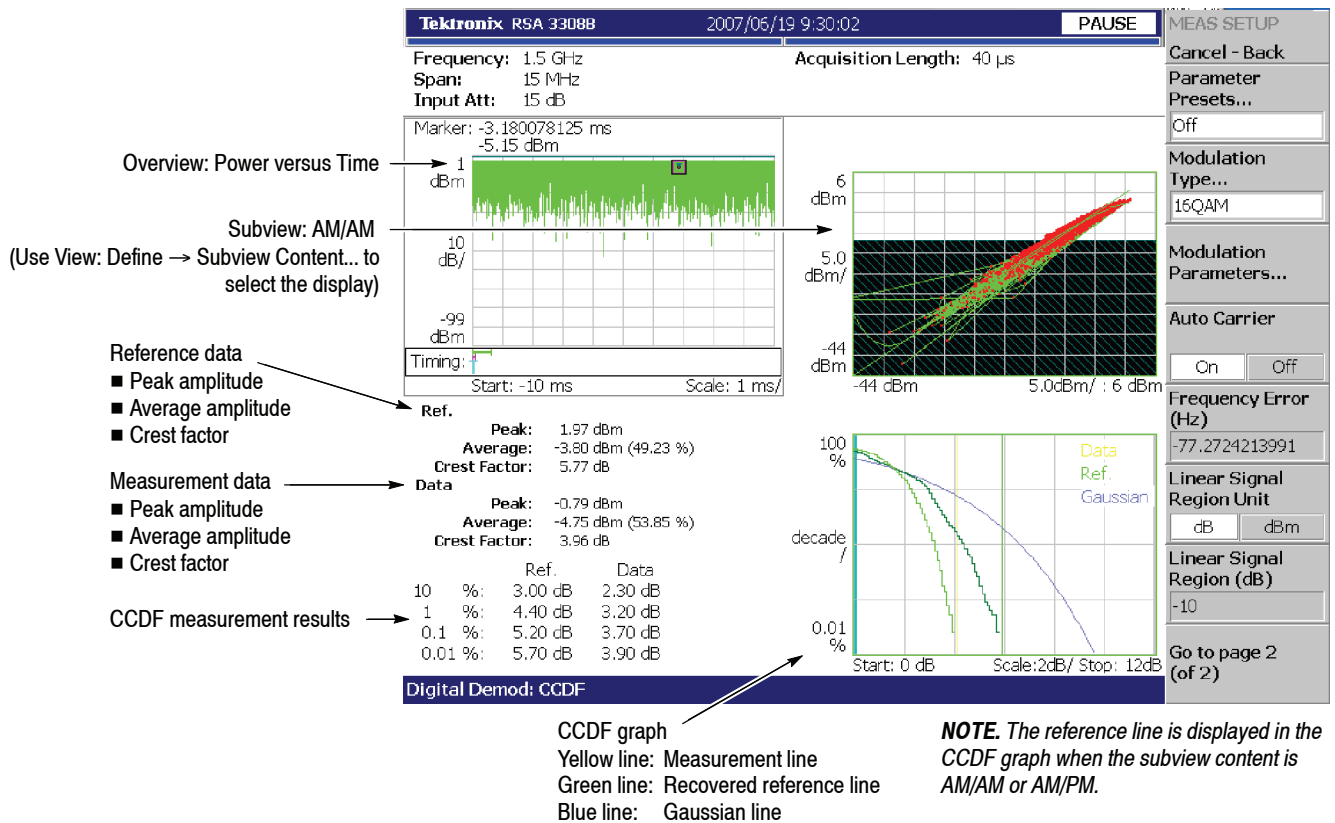 Tektronix RSA 3308B 2007/06/19 9:30:02 PAUSE
Frequency: 1.5 GHz
Span: 15 MHz
Input Att: 15 dB
Acquisition Length: 40 µs
Marker: -3.180078125 ms
-5.15 dBm
1
dBm
10
dB/
-99
dBm
Timing:
Start: -10 ms Scale: 1 ms/
6
dBm
5.0
dBm/
-44
dBm
-44 dBm 5.0dBm/ : 6 dBm
Ref.
Peak: 1.97 dBm
Average: -3.80 dBm (49.23 %)
Crest Factor: 5.77 dB
Data
Peak: -0.79 dBm
Average: -4.75 dBm (53.85 %)
Crest Factor: 3.96 dB
Ref. Data
10 %: 3.00 dB 2.30 dB
1 %: 4.40 dB 3.20 dB
0.1 %: 5.20 dB 3.70 dB
0.01 %: 5.70 dB 3.90 dB
100
%
decade
/
0.01
%
Data
Ref.
Gaussian
Start: 0 dB Scale:2dB/ Stop: 12dB
Digital Demod: CCDF
MEAS SETUP
Cancel - Back
Parameter
Presets...
Off
Modulation
Type...
16QAM
Modulation
Parameters...
Auto Carrier
On Off
Frequency Error
(Hz)
-77.2724213991
Linear Signal
Region Unit
dB dBm
Linear Signal
Region (dB)
-10
Go to page 2
(of 2)
Overview: Power versus Time
Subview: AM/AM
(Use View: Define → Subview Content... to
select the display)
Reference data
■ Peak amplitude
■ Average amplitude
■ Crest factor
Measurement data
■ Peak amplitude
■ Average amplitude
■ Crest factor
CCDF measurement results
CCDF graph
Yellow line: Measurement line
Green line: Recovered reference line
Blue line: Gaussian line
NOTE. The reference line is displayed in the
CCDF graph when the subview content is
AM/AM or AM/PM.